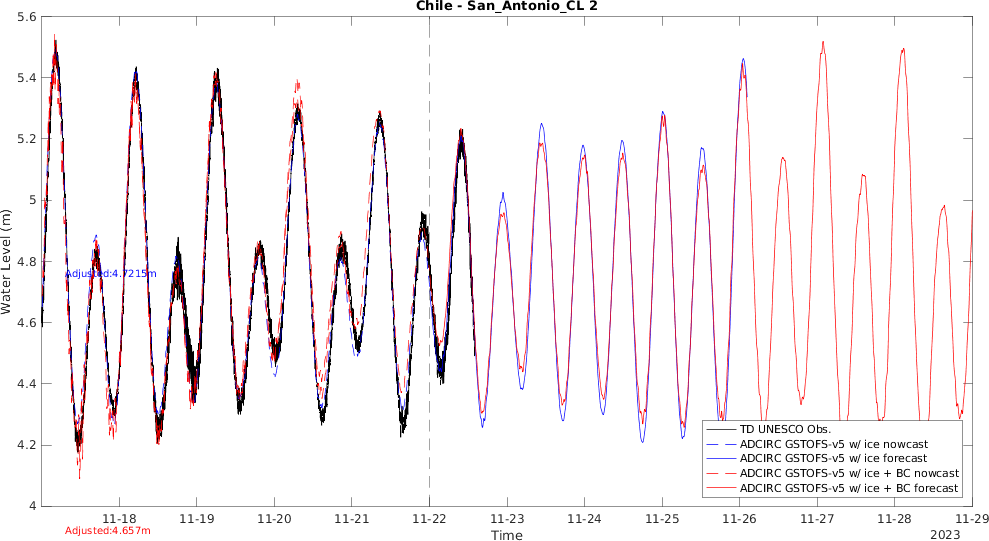 Chile - San_Antonio_CL 2
5.6
5.4
5.2
5
4.8
4.6
4.4
4.2
4
Water Level (m)
Adjusted:4.7215m
Adjusted:4.657m
TD UNESCO Obs.
ADCIRC GSTOFS-v5 w/ ice nowcast
ADCIRC GSTOFS-v5 w/ ice forecast
ADCIRC GSTOFS-v5 w/ ice + BC nowcast
ADCIRC GSTOFS-v5 w/ ice + BC forecast
11-18 11-19 11-20 11-21 11-22 11-23 11-24 11-25 11-26 11-27 11-28 11-29
Time
2023